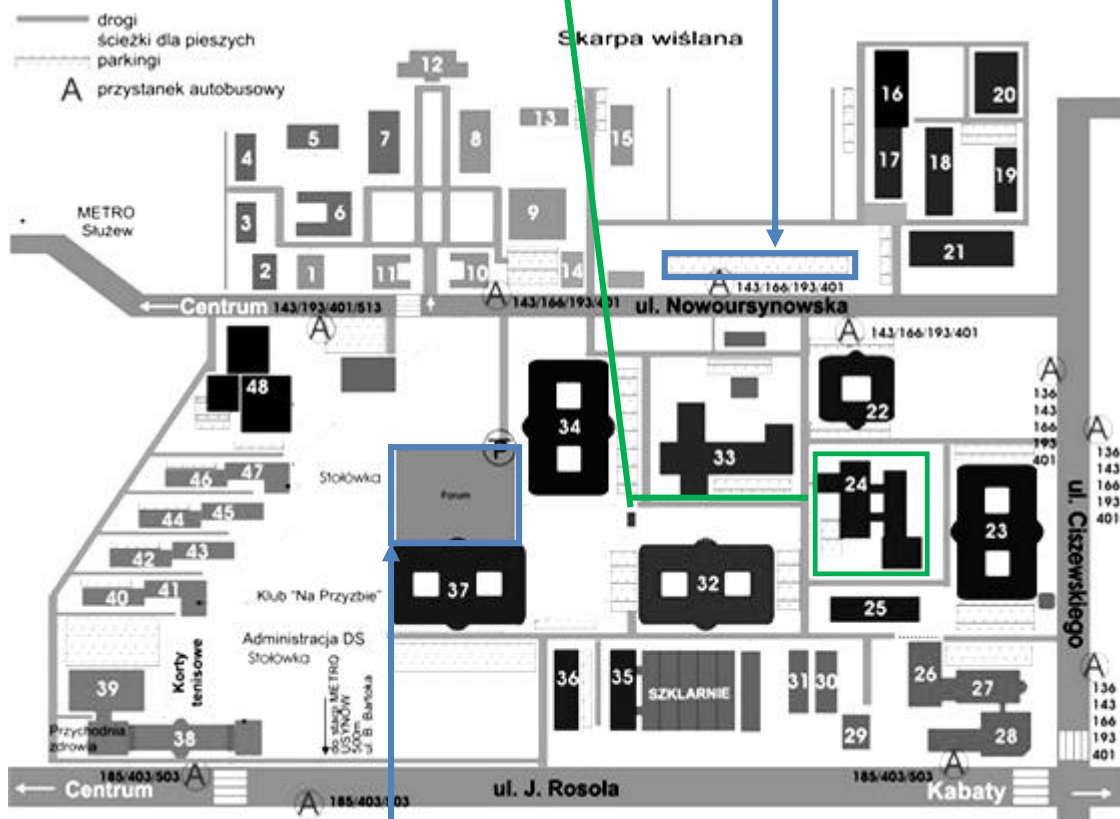 drogi
ścieżki dla pieszych
parkingi
A przystanek autobusowy
Skarpa wiślana
12
16
20
5
7
8
13
15
4
17
18
19
METRO
Służew
3
6
9
21
2
1
11
10
14
A
143/166/193/401
Centrum
143/193/401/513
A
143/166/193/401
ul. Nowoursynowska
A
A
143/166/193/401
48
34
22
A
136
143
166
193
401
A
136
143
166
193
401
P
33
46
47
Stołówka
Forum
24
23
44
45
ul. Ciszewskiego
42
43
37
32
40
41
Klub "Na Przyzbie"
25
Administracja DS
Stołówka
Korty
tenisowe
do stacji METRO
USYNÓW
500m
ul. B. Bartoka
39
36
35
SZKLARNIE
31
30
26
27
A
136
143
166
193
401
Przychodnia
zdrowia
38
29
28
185/403/503
A
185/403/503
A
Centrum
A
185/403/503
ul. J. Rosoła
Kabaty